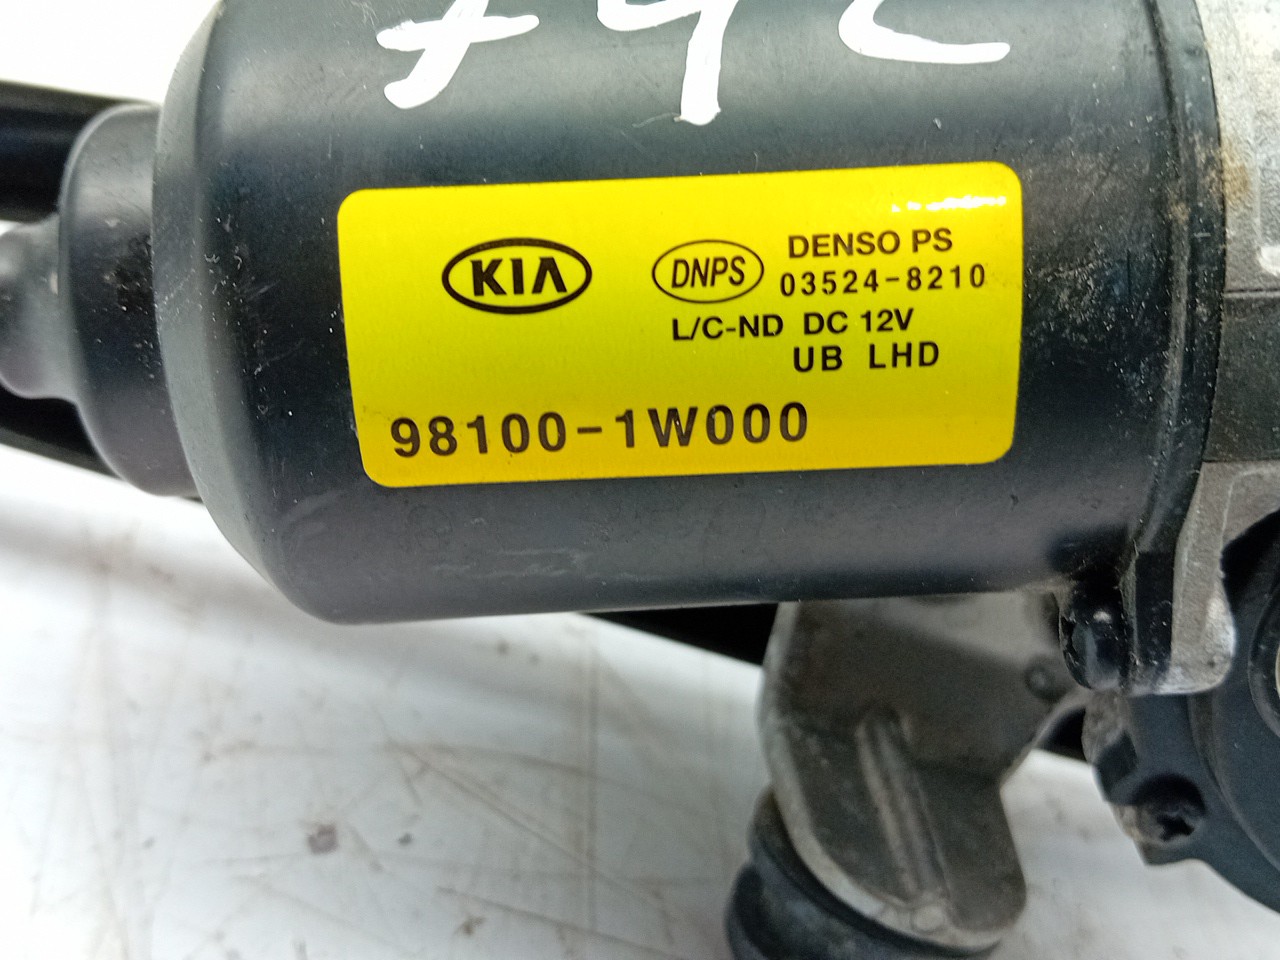 KIA
DNPS
DENSO PS
03524-8210
L/C-ND DC 12V
UB LHD
98100-1W000